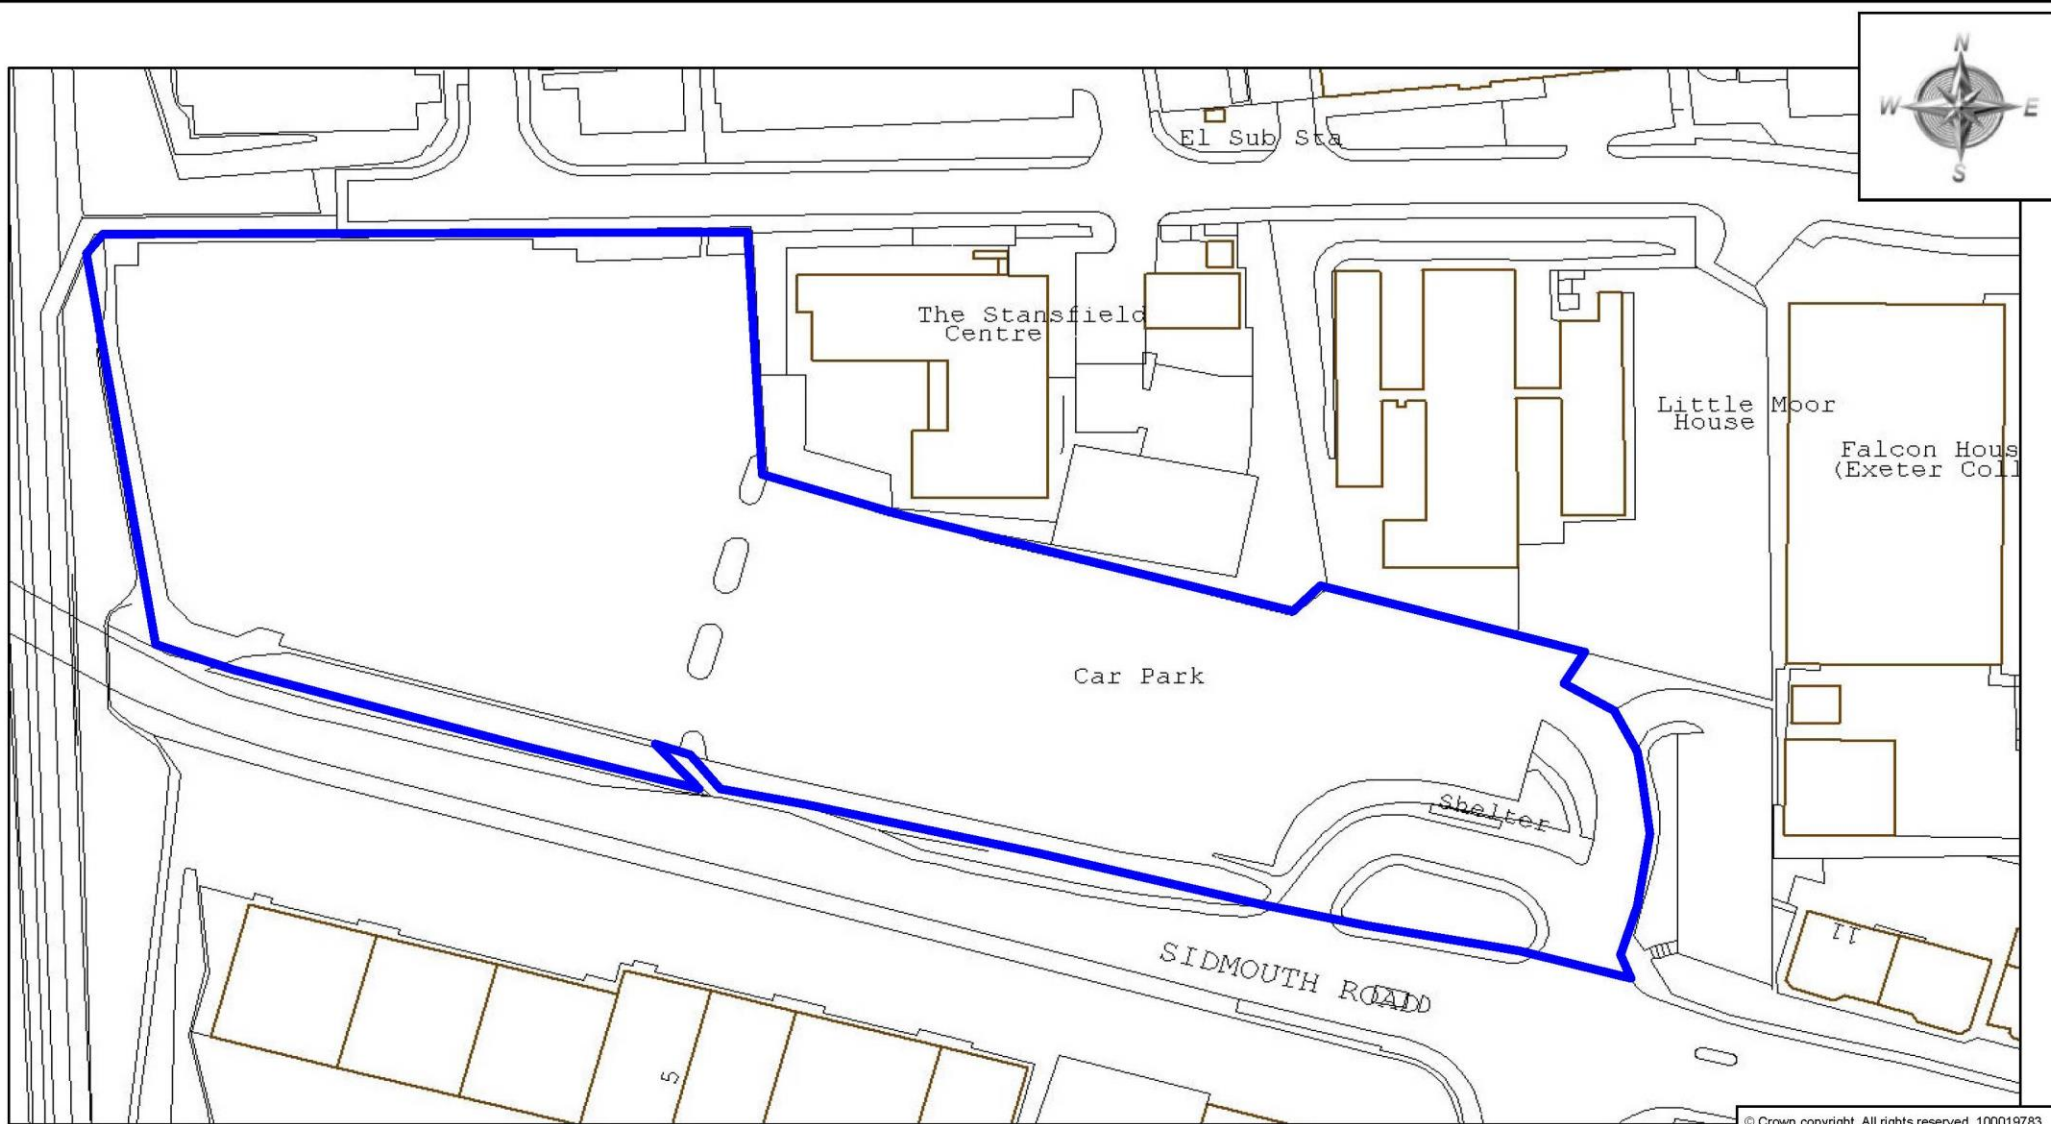 N
W
E
S
El Sub Sta
The Stansfield
Centre
Little Moor
House
Falcon Hous
(Exeter Coll
Car Park
Shelter
11
SIDMOUTH ROAD
5
© Crown copyright. All rights reserved. 100019783